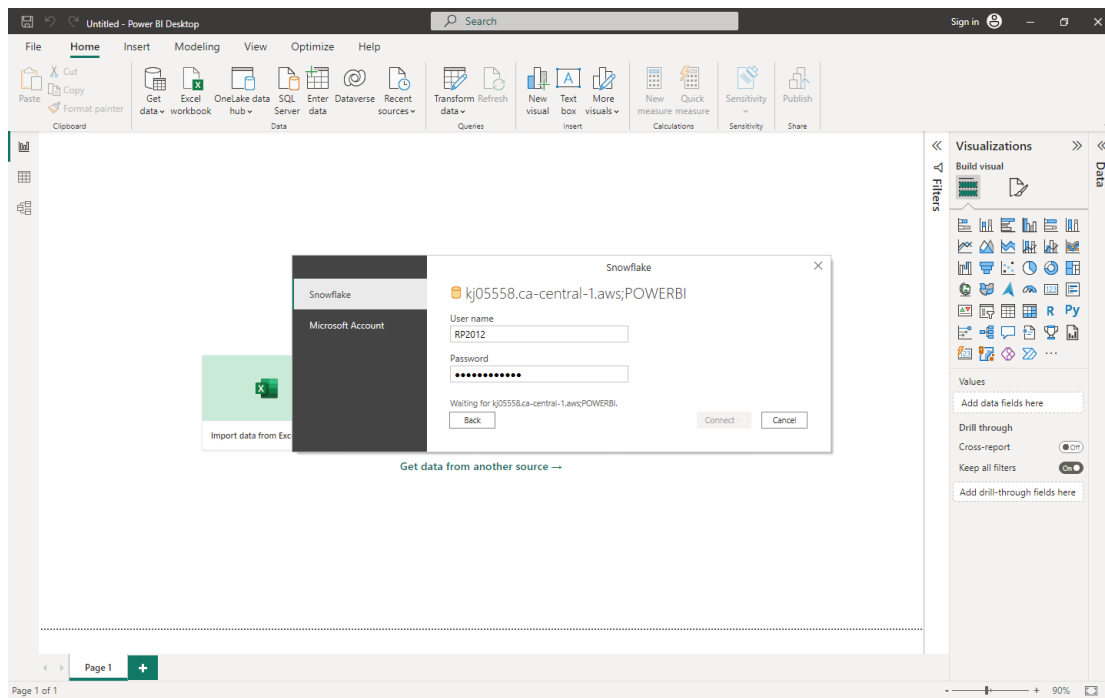 Untitled - Power BI Desktop
Search
Sign in
File Home Insert Modeling View Optimize Help
Paste
Cut
Copy
Format painter
Clipboard
Get data
Excel workbook
OneLake data hub
SQL Server
Enter data
Dataverse
Recent sources
Data
Transform data
Refresh
Queries
New visual
Text box
More visuals
Insert
New measure
Quick measure
Calculations
Sensitivity
Sensitivity
Publish
Share
Filters
Visualizations
Build visual
Data
123
R
Py
123
Values
Add data fields here
Drill through
Cross-report
Off
Keep all filters
On
Add drill-through fields here
Import data from Exc
Get data from another source →
Snowflake
Snowflake
Microsoft Account
kj05558.ca-central-1.aws;POWERBI
User name
RP2012
Password
●●●●●●●●●●●●
Waiting for kj05558.ca-central-1.aws;POWERBI.
Back
Connect
Cancel
Page 1
Page 1 of 1
- + 90%